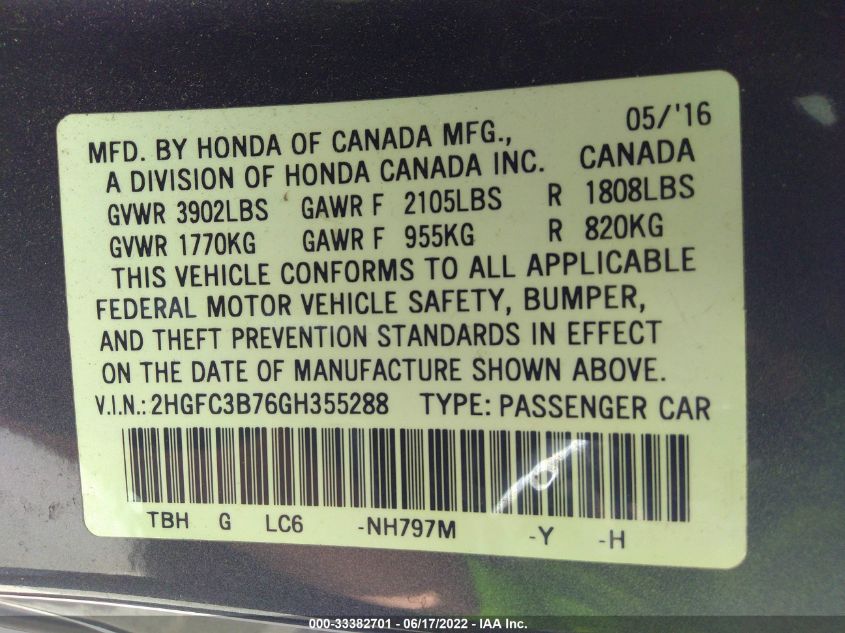 05/'16
MFD. BY HONDA OF CANADA MFG.,
A DIVISION OF HONDA CANADA INC. CANADA
GVWR 3902LBS GAWR F 2105LBS R 1808LBS
GVWR 1770KG GAWR F 955KG R 820KG
THIS VEHICLE CONFORMS TO ALL APPLICABLE
FEDERAL MOTOR VEHICLE SAFETY, BUMPER,
AND THEFT PREVENTION STANDARDS IN EFFECT
ON THE DATE OF MANUFACTURE SHOWN ABOVE.
V.I.N.: 2HGFC3B76GH355288 TYPE: PASSENGER CAR
TBH G LC6 -NH797M -Y -H
000-33382701 - 06/17/2022 - IAA Inc.